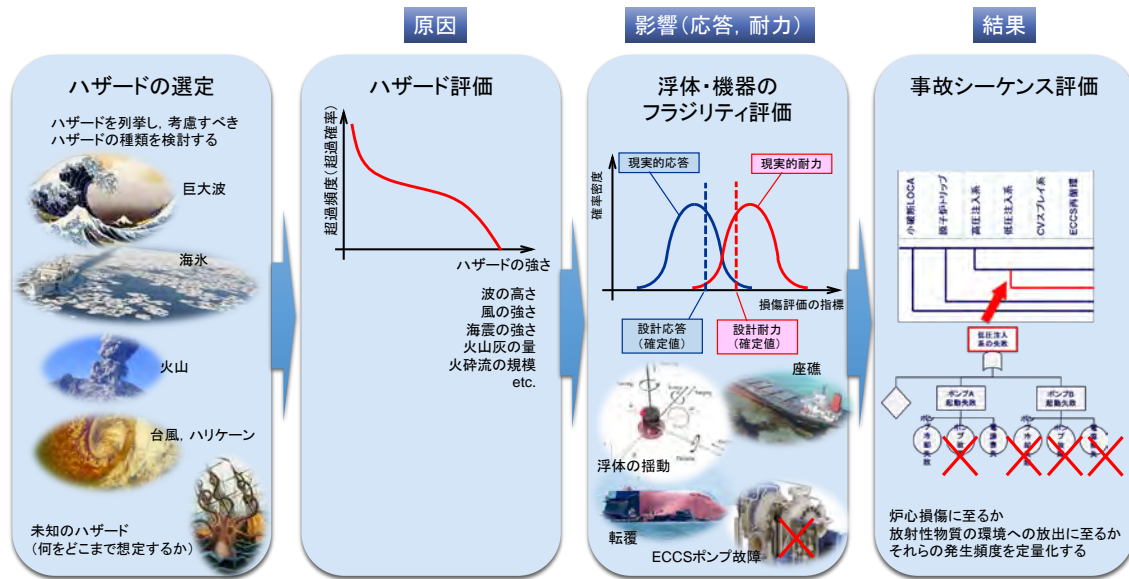 原因
影響(応答, 耐力)
結果
ハザードの選定
ハザードを列挙し, 考慮すべき
ハザードの種類を検討する
巨大波
海氷
火山
台風, ハリケーン
未知のハザード
(何をどこまで想定するか)
ハザード評価
超過頻度(超過確率)
ハザードの強さ
波の高さ
風の強さ
海震の強さ
火山灰の量
火砕流の規模
etc.
浮体・機器の
フラジリティ評価
現実的応答
現実的耐力
確率密度
損傷評価の指標
設計応答
(確定値)
設計耐力
(確定値)
座礁
浮体の揺動
転覆
ECCSポンプ故障
事故シーケンス評価
小破断LOCA
原子炉トリップ
高圧注入系
低圧注入系
CVスプレイ系
ECCS再循環
低圧注入
系の失敗
ポンプA
起動失敗
ポンプB
起動失敗
炉心損傷に至るか
放射性物質の環境への放出に至るか
それらの発生頻度を定量化する